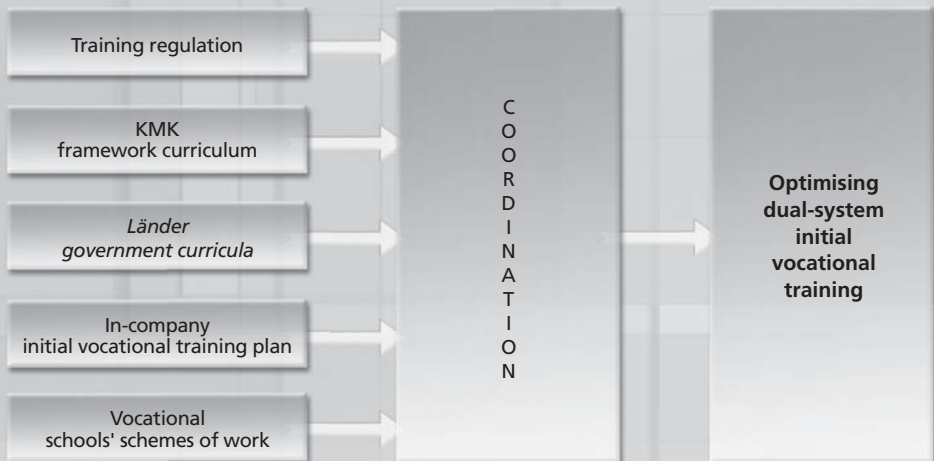 Training regulation
KMK
framework curriculum
Länder
government curricula
In-company
initial vocational training plan
Vocational
schools' schemes of work
COORDINATION
Optimising
dual-system
initial
vocational
training